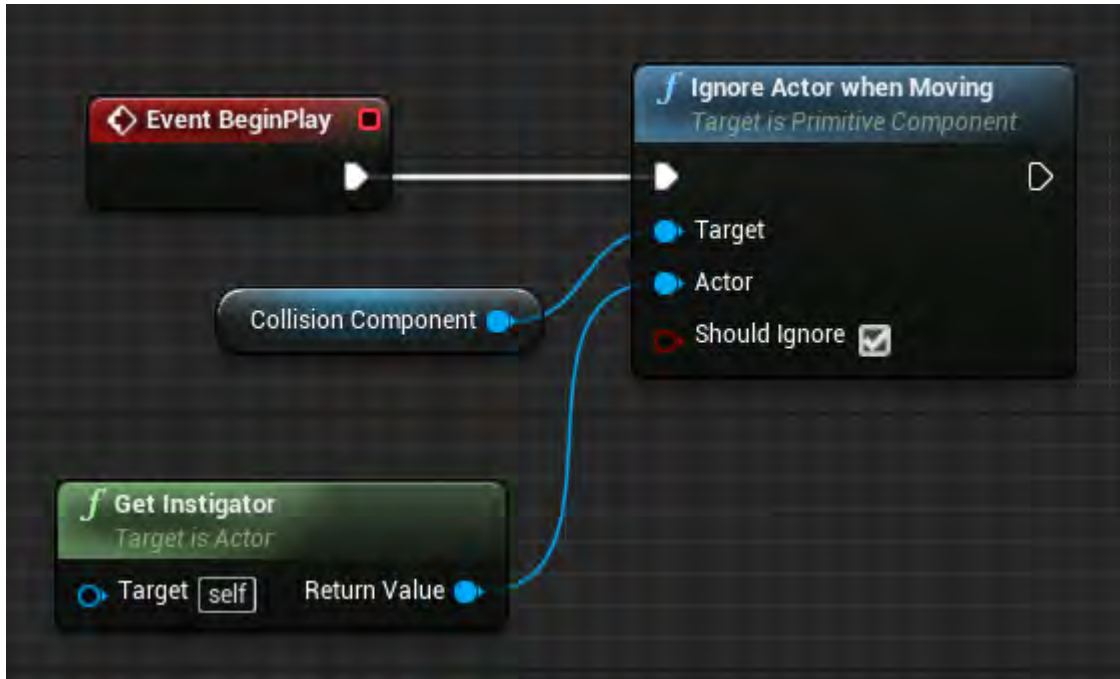 Event BeginPlay
f Ignore Actor when Moving
Target is Primitive Component
Target
Actor
Should Ignore
Collision Component
f Get Instigator
Target is Actor
Target self Return Value